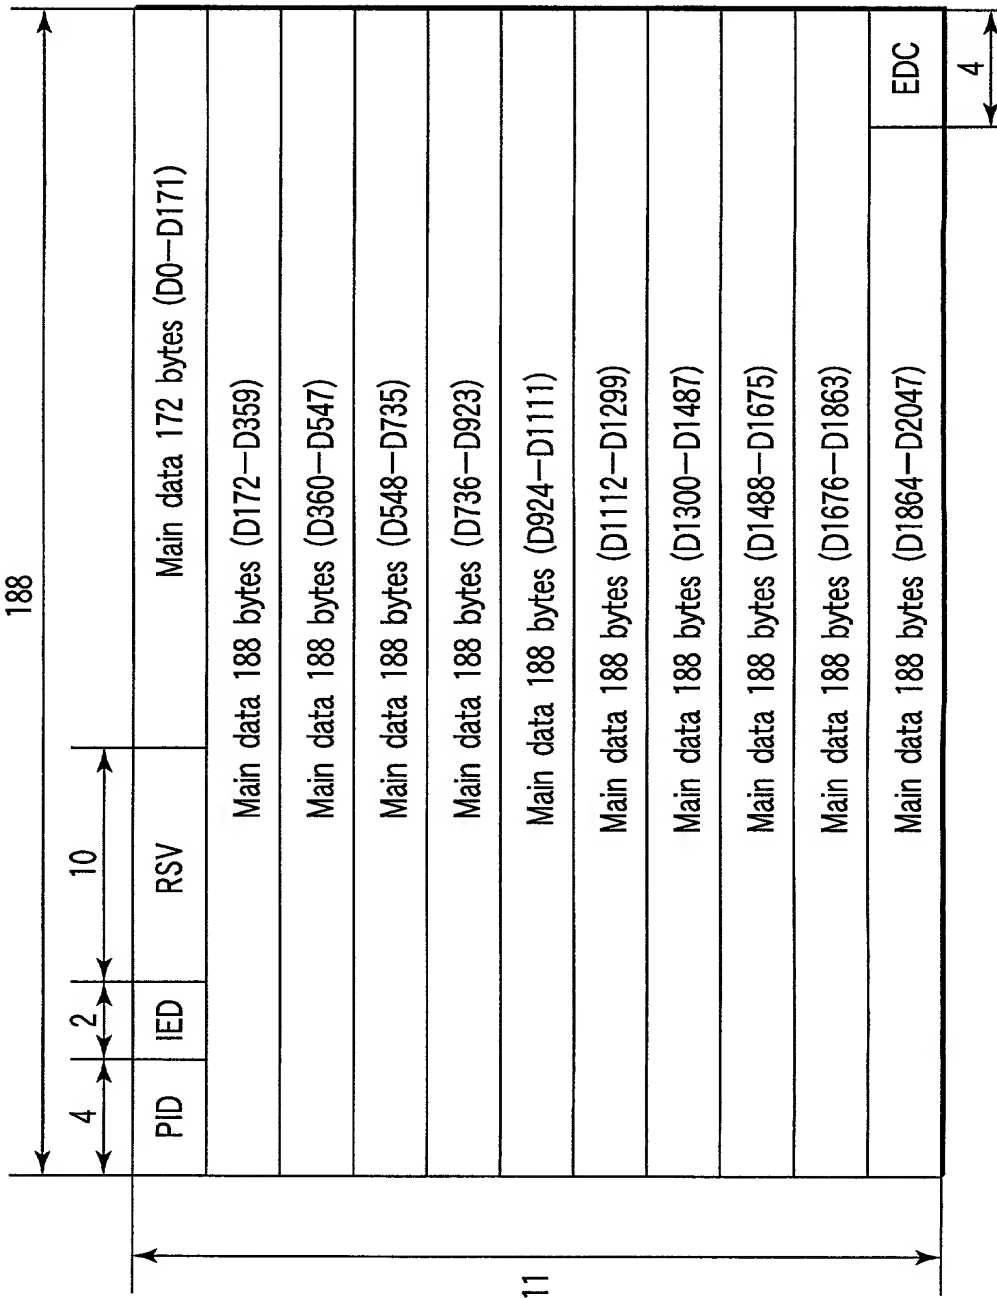 188
4 2 10
PID IED RSV Main data 172 bytes (D0—D171)
Main data 188 bytes (D172—D359)
Main data 188 bytes (D360—D547)
Main data 188 bytes (D548—D735)
Main data 188 bytes (D736—D923)
Main data 188 bytes (D924—D1111)
Main data 188 bytes (D1112—D1299)
Main data 188 bytes (D1300—D1487)
Main data 188 bytes (D1488—D1675)
Main data 188 bytes (D1676—D1863)
Main data 188 bytes (D1864—D2047) EDC
4
11